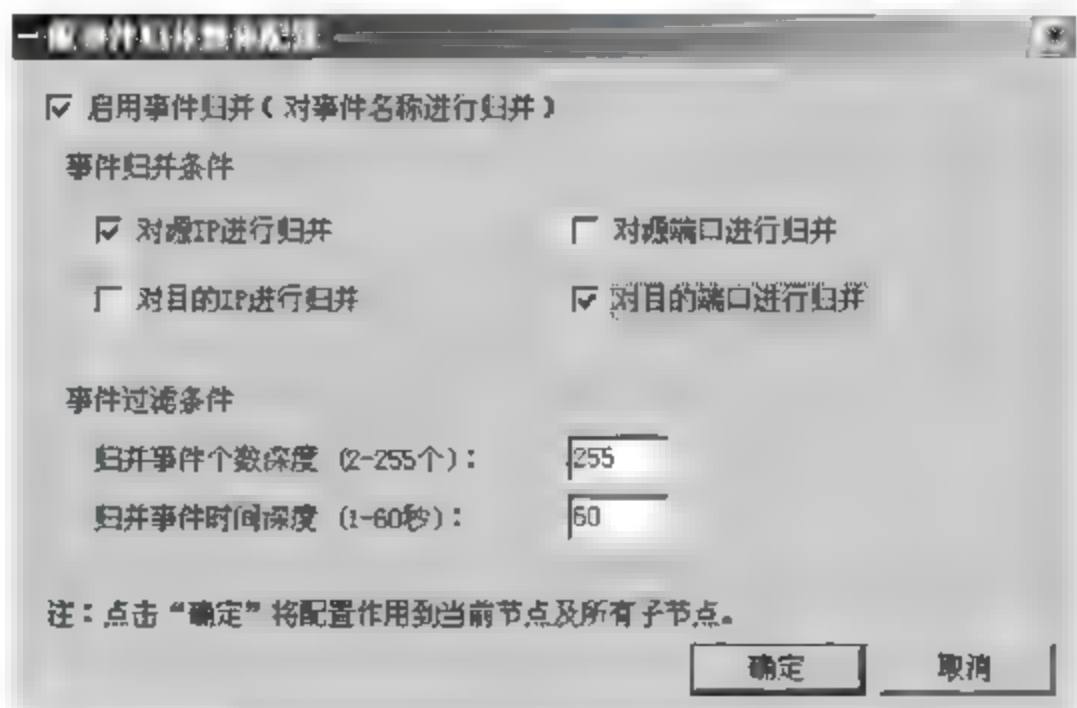 启用事件归并(对事件名称进行归并)
事件归并条件
对源IP进行归并
对源端口进行归并
对目的IP进行归并
对目的端口进行归并
事件过滤条件
归并事件个数深度 (2-255个):
255
归并事件时间深度 (1-60秒):
60
注:点击“确定”将配置作用到当前节点及所有子节点。
确定
取消